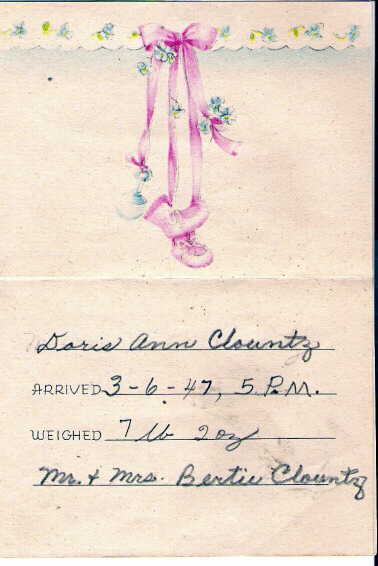 Doris Ann Clountz
ARRIVED 3-6-47, 5 P.M.
WEIGHED 7 lb 2 oz
Mr. & Mrs. Bertie Clountz